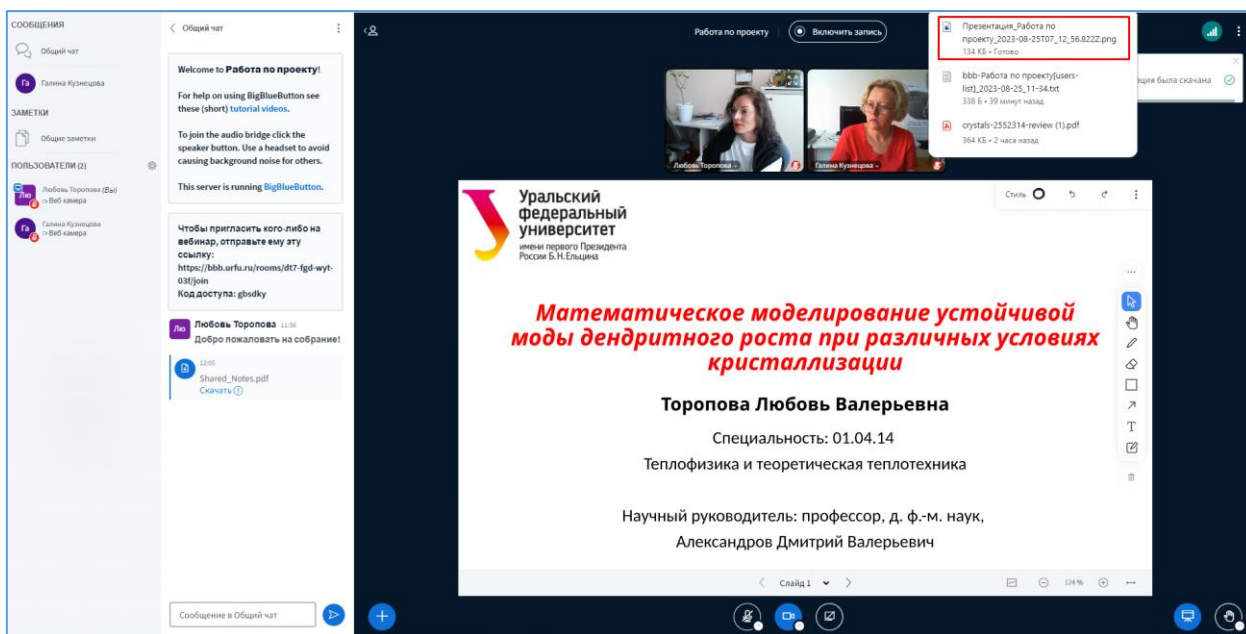 СООБЩЕНИЯ
Общий чат
Га
Галина Кузнецова
ЗАМЕТКИ
Общие заметки
ПОЛЬЗОВАТЕЛИ (2)
Лю
Любовь Торопова (Вы)
Веб-камера
Га
Галина Кузнецова
Веб-камера
Общий чат
Welcome to Работа по проекту!
For help on using BigBlueButton see
these (short) tutorial videos.
To join the audio bridge click the
speaker button. Use a headset to avoid
causing background noise for others.
This server is running BigBlueButton.
Чтобы пригласить кого-либо на
вебинар, отправьте ему эту
ссылку:
https://bbb.urfu.ru/rooms/dt7-fgd-wyt-
03f/join
Код доступа: gbsdky
Лю
Любовь Торопова 11:56
Добро пожаловать на собрание!
12:05
Shared_Notes.pdf
Скачать
Сообщение в Общий чат
Работа по проекту
Включить запись
Презентация_Работа по
проекту_2023-08-25T07_12_56.822Z.png
134 КБ • Готово
bbb-Работа по проекту[users-
list]_2023-08-25_11-34.txt
338 Б • 39 минут назад
crystals-2552314-review (1).pdf
364 КБ • 2 часа назад
ация была скачана
Любовь Торопова
Галина Кузнецова
Уральский
федеральный
университет
имени первого Президента
России Б.Н.Ельцина
Стиль
Математическое моделирование устойчивой
моды дендритного роста при различных условиях
кристаллизации
Торопова Любовь Валерьевна
Специальность: 01.04.14
Теплофизика и теоретическая теплотехника
Научный руководитель: профессор, д. ф.-м. наук,
Александров Дмитрий Валерьевич
Слайд 1
134%